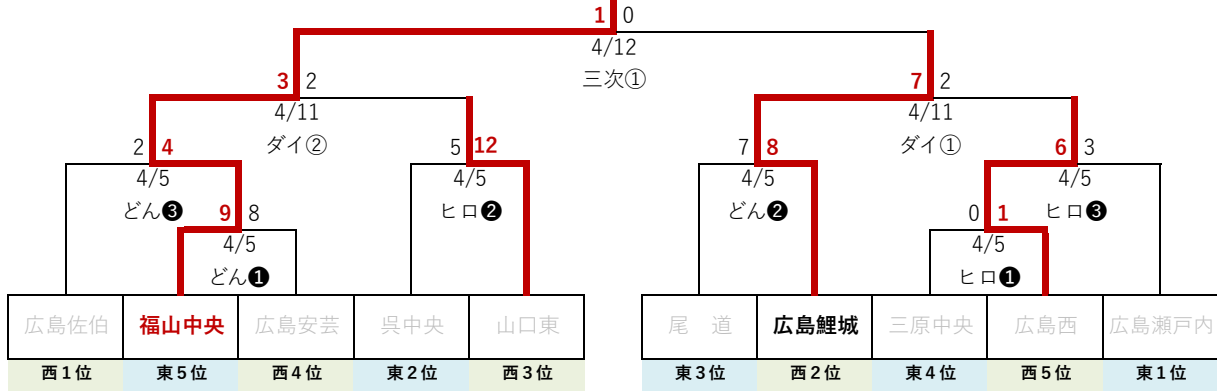 1 0
4/12
三次①
3 2
4/11
ダイ②
7 2
4/11
ダイ①
2 4
4/5
どん❸
5 12
4/5
ヒロ❷
7 8
4/5
どん❷
6 3
4/5
ヒロ❸
9 8
4/5
どん❶
0 1
4/5
ヒロ❶
広島佐伯 福山中央 広島安芸 呉中央 山口東 尾　道 広島鯉城 三原中央 広島西 広島瀬戸内
西1位 東5位 西4位 東2位 西3位 東3位 西2位 東4位 西5位 東1位